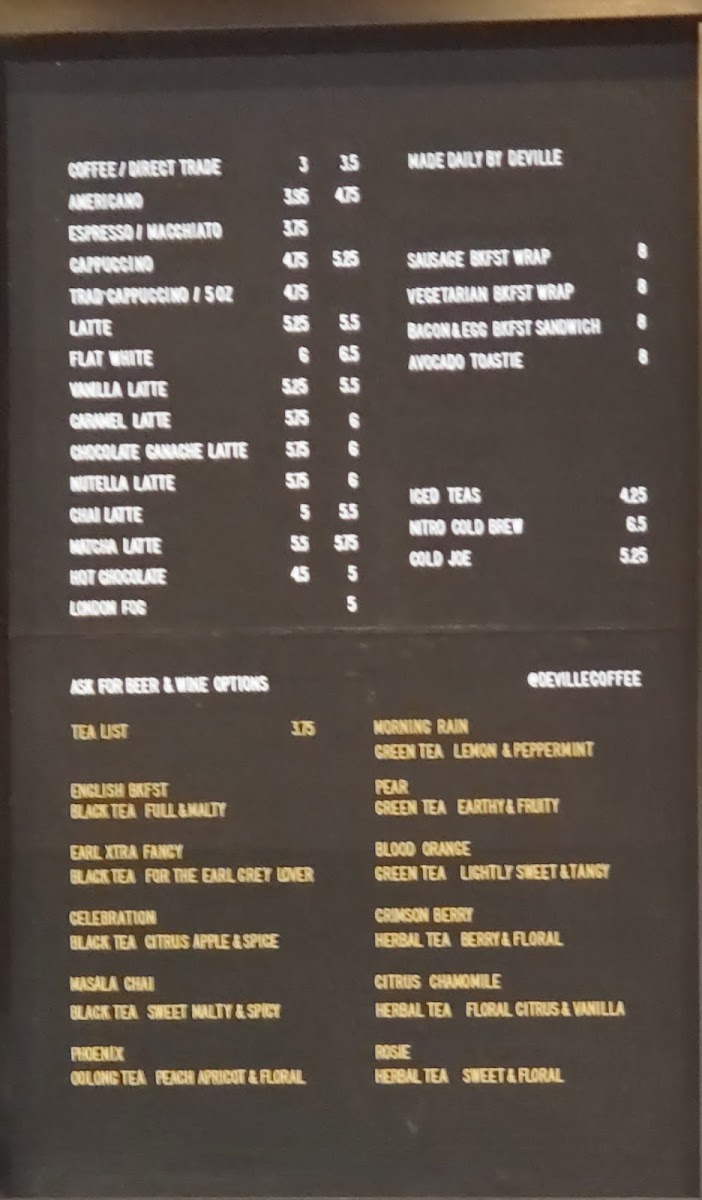 COFFEE / DIRECT TRADE 3 3.5
AMERICANO 3.95 4.75
ESPRESSO / MACCHIATO 3.75
CAPPUCCINO 4.75 5.25
TRAD CAPPUCCINO / 5 OZ 4.75
LATTE 5.25 5.5
FLAT WHITE 6 6.5
VANILLA LATTE 5.25 5.5
CARAMEL LATTE 5.75 6
CHOCOLATE GANACHE LATTE 5.75 6
NUTELLA LATTE 5.75 6
CHAI LATTE 5 5.5
MATCHA LATTE 5.5 5.75
HOT CHOCOLATE 4.5 5
LONDON FOG 5
MADE DAILY BY DEVILLE
SAUSAGE BKFST WRAP 8
VEGETARIAN BKFST WRAP 8
BACON & EGG BKFST SANDWICH 8
AVOCADO TOASTIE 8
ICED TEAS 4.25
NITRO COLD BREW 6.5
COLD JOE 5.25
ASK FOR BEER & WINE OPTIONS
@DEVILLECOFFEE
TEA LIST 3.75
ENGLISH BKFST
BLACK TEA FULL & MALTY
EARL XTRA FANCY
BLACK TEA FOR THE EARL GREY LOVER
CELEBRATION
BLACK TEA CITRUS APPLE & SPICE
MASALA CHAI
BLACK TEA SWEET MALTY & SPICY
PHOENIX
OOLONG TEA PEACH APRICOT & FLORAL
MORNING RAIN
GREEN TEA LEMON & PEPPERMINT
PEAR
GREEN TEA EARTHY & FRUITY
BLOOD ORANGE
GREEN TEA LIGHTLY SWEET & TANGY
CRIMSON BERRY
HERBAL TEA BERRY & FLORAL
CITRUS CHAMOMILE
HERBAL TEA FLORAL CITRUS & VANILLA
ROSIE
HERBAL TEA SWEET & FLORAL